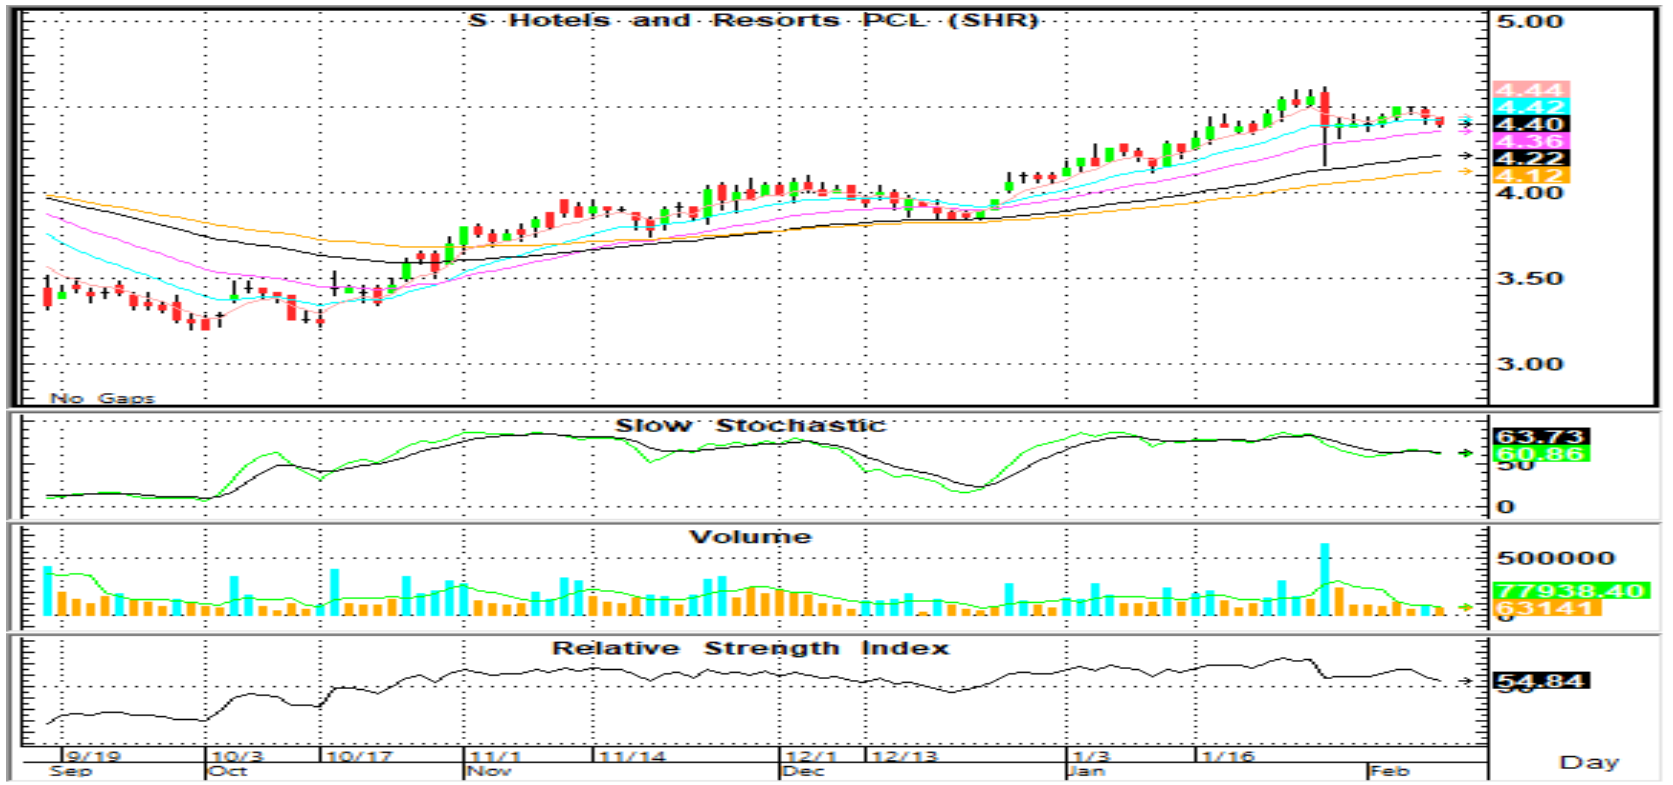 S Hotels and Resorts PCL (SHR)
5.00
4.44
4.42
4.40
4.36
4.22
4.12
4.00
3.50
3.00
No Gaps
Slow Stochastic
63.73
60.86
50
0
Volume
500000
77938.40
63141
0
Relative Strength Index
54.84
50
9/19 10/3 10/17 11/1 11/14 12/1 12/13 1/3 1/16
Sep Oct Nov Dec Jan Feb
Day